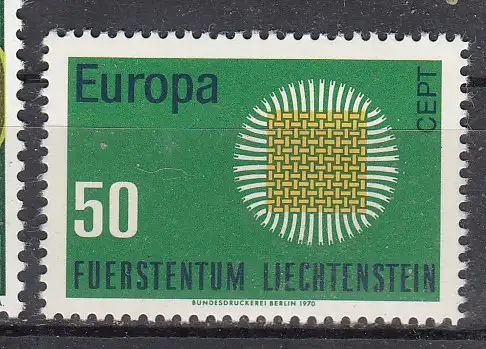 Europa
CEPT
50
FUERSTENTUM LIECHTENSTEIN
BUNDESDRUCKEREI BERLIN 1970